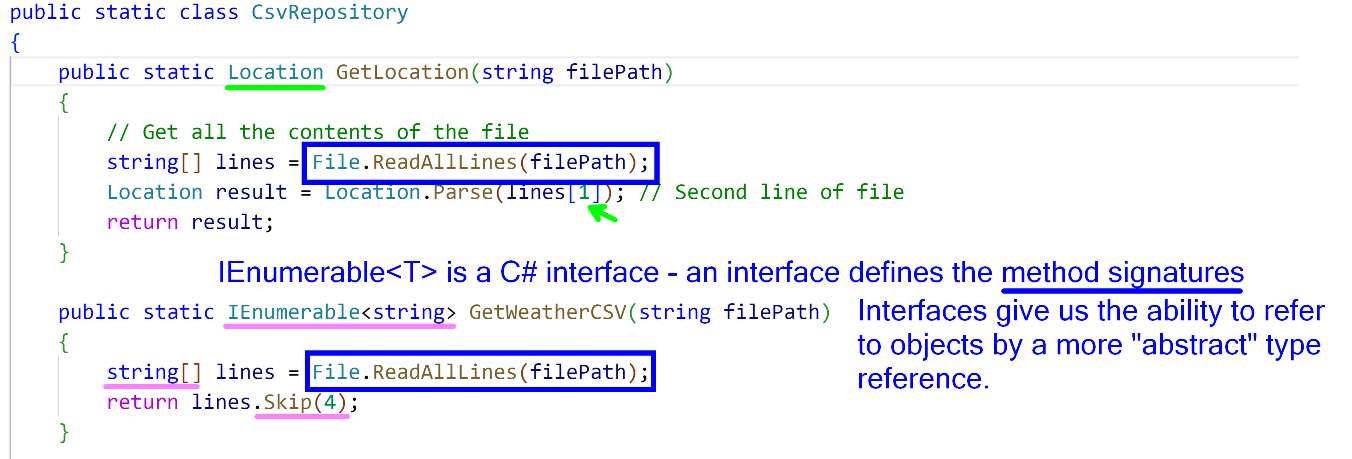 public static class CsvRepository
{
public static Location GetLocation(string filePath)
{
// Get all the contents of the file
string[] lines = File.ReadAllLines(filePath);
Location result = Location.Parse(lines[1]); // Second line of file
return result;
}
IEnumerable<T> is a C# interface - an interface defines the method signatures
public static IEnumerable<string> GetWeatherCSV(string filePath)
Interfaces give us the ability to refer
to objects by a more "abstract" type
reference.
{
string[] lines = File.ReadAllLines(filePath);
return lines.Skip(4);
}